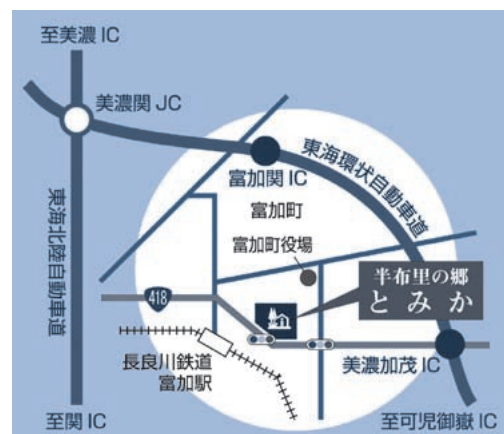 至美濃 IC
美濃関 JC
東海環状自動車道
富加関 IC
富加町
富加町役場
東海北陸自動車道
半布里の郷
とみか
418
長良川鉄道
富加駅
美濃加茂 IC
至関 IC
至可児御嶽 IC